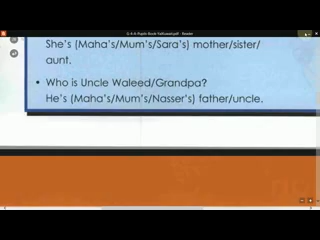 She's (Maha's/Mum's/Sara's) mother/sister/
aunt.
• Who is Uncle Waleed/Grandpa?
He's (Maha's/Mum's/Nasser's) father/uncle.